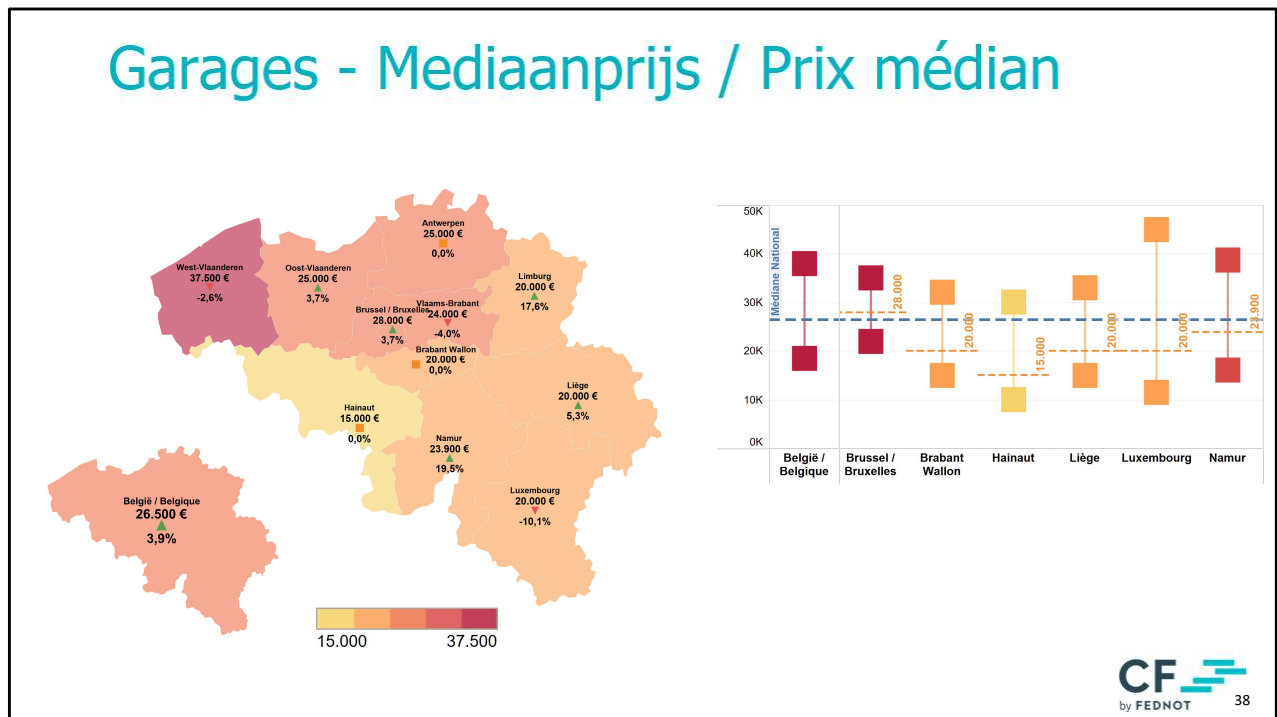 Garages - Mediaanprijs / Prix médian
Antwerpen
25.000 €
0,0%
West-Vlaanderen
37.500 €
-2,6%
Oost-Vlaanderen
25.000 €
3,7%
Limburg
20.000 €
17,6%
Brussel / Bruxelles
28.000 €
3,7%
Vlaams-Brabant
24.000 €
-4,0%
Brabant Wallon
20.000 €
0,0%
Liège
20.000 €
5,3%
Hainaut
15.000 €
0,0%
Namur
23.900 €
19,5%
Luxembourg
20.000 €
-10,1%
België / Belgique
26.500 €
3,9%
15.000 37.500
50K
40K
30K
20K
10K
0K
Médiane National
28.000
20.000
15.000
20.000
20.000
23.900
België / Belgique
Brussel / Bruxelles
Brabant Wallon
Hainaut
Liège
Luxembourg
Namur
CF
by FEDNOT
38